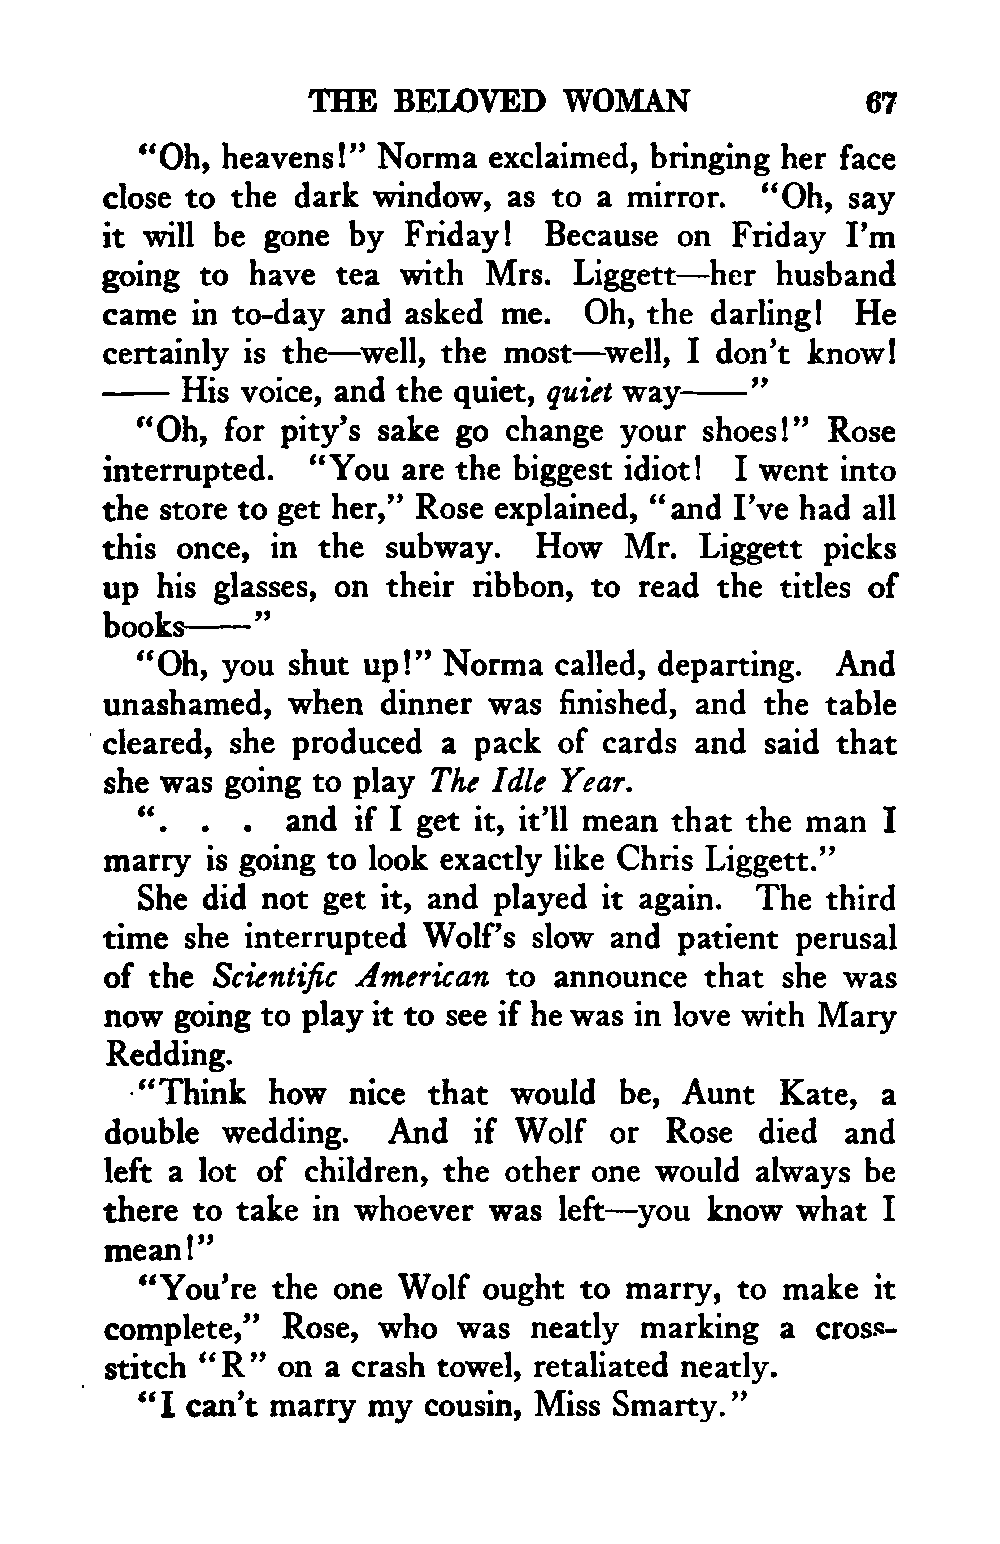 THE BELOVED WOMAN 67
“Oh, heavens!” Norma exclaimed, bringing her face
close to the dark window, as to a mirror. “Oh, say
it will be gone by Friday! Because on Friday I’m
going to have tea with Mrs. Liggett—her husband
came in to-day and asked me. Oh, the darling! He
certainly is the—well, the most—well, I don’t know!
—— His voice, and the quiet, quiet way——”
“Oh, for pity’s sake go change your shoes!” Rose
interrupted. “You are the biggest idiot! I went into
the store to get her,” Rose explained, “and I’ve had all
this once, in the subway. How Mr. Liggett picks
up his glasses, on their ribbon, to read the titles of
books——”
“Oh, you shut up!” Norma called, departing. And
unashamed, when dinner was finished, and the table
cleared, she produced a pack of cards and said that
she was going to play The Idle Year.
“. . . and if I get it, it’ll mean that the man I
marry is going to look exactly like Chris Liggett.”
She did not get it, and played it again. The third
time she interrupted Wolf’s slow and patient perusal
of the Scientific American to announce that she was
now going to play it to see if he was in love with Mary
Redding.
“Think how nice that would be, Aunt Kate, a
double wedding. And if Wolf or Rose died and
left a lot of children, the other one would always be
there to take in whoever was left—you know what I
mean!”
“You’re the one Wolf ought to marry, to make it
complete,” Rose, who was neatly marking a cross-
stitch “R” on a crash towel, retaliated neatly.
“I can’t marry my cousin, Miss Smarty.”